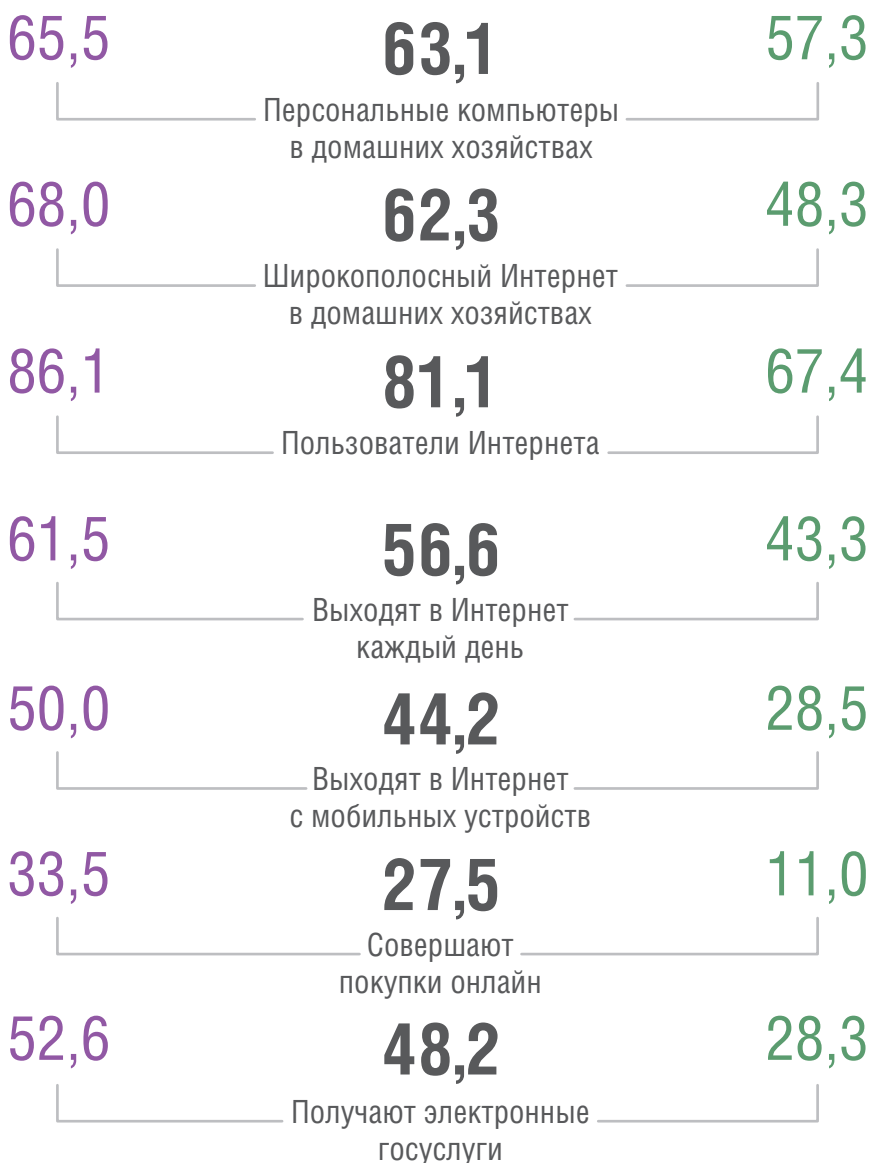 65,5 63,1 57,3
Персональные компьютеры
в домашних хозяйствах
68,0 62,3 48,3
Широкополосный Интернет
в домашних хозяйствах
86,1 81,1 67,4
Пользователи Интернета
61,5 56,6 43,3
Выходят в Интернет
каждый день
50,0 44,2 28,5
Выходят в Интернет
с мобильных устройств
33,5 27,5 11,0
Совершают
покупки онлайн
52,6 48,2 28,3
Получают электронные
госуслуги